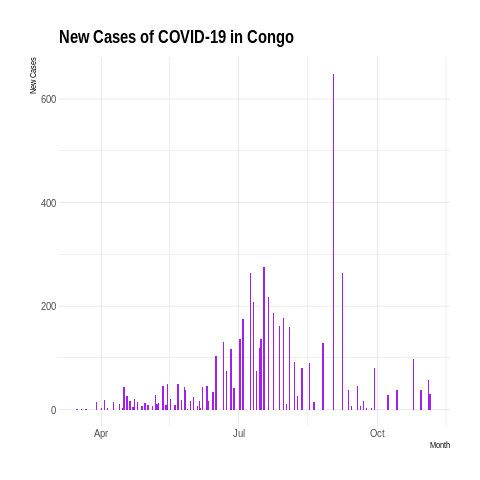 New Cases of COVID-19 in Congo
New Cases
600
400
200
0
Apr
Jul
Oct
Month